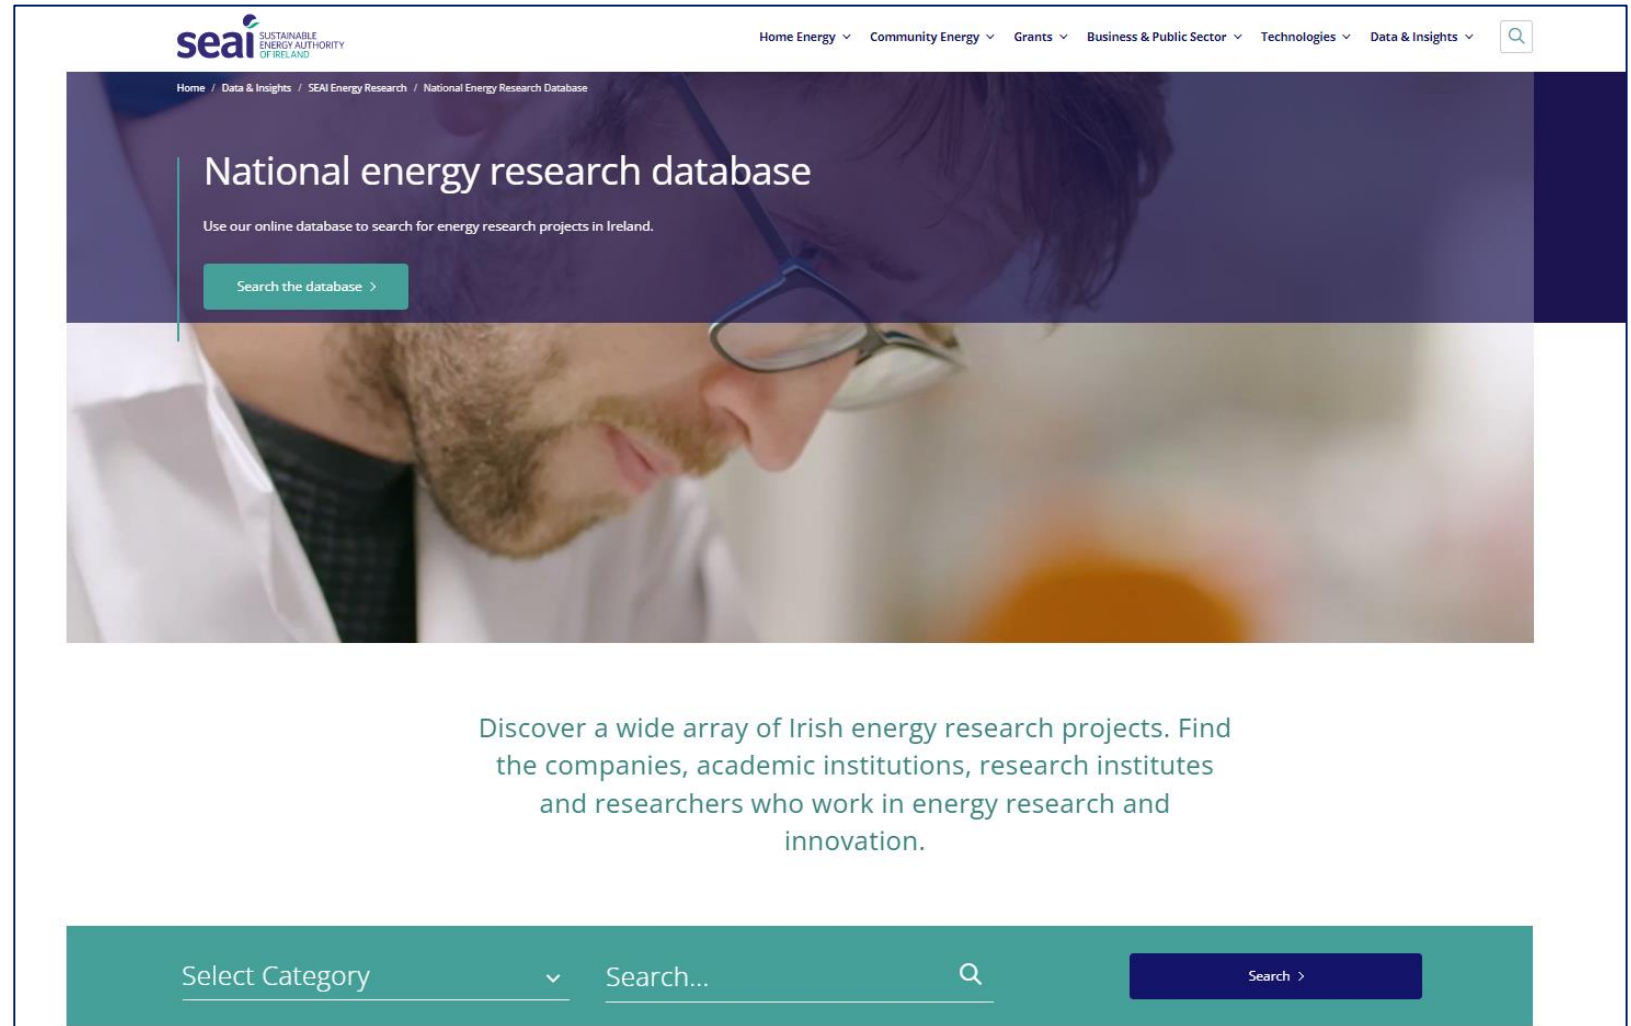 seai SUSTAINABLE
ENERGY AUTHORITY
OF IRELAND
Home Energy Community Energy Grants Business & Public Sector Technologies Data & Insights
Home / Data & Insights / SEAI Energy Research / National Energy Research Database
National energy research database
Use our online database to search for energy research projects in Ireland.
Search the database >
Discover a wide array of Irish energy research projects. Find
the companies, academic institutions, research institutes
and researchers who work in energy research and
innovation.
Select Category Search... Search >